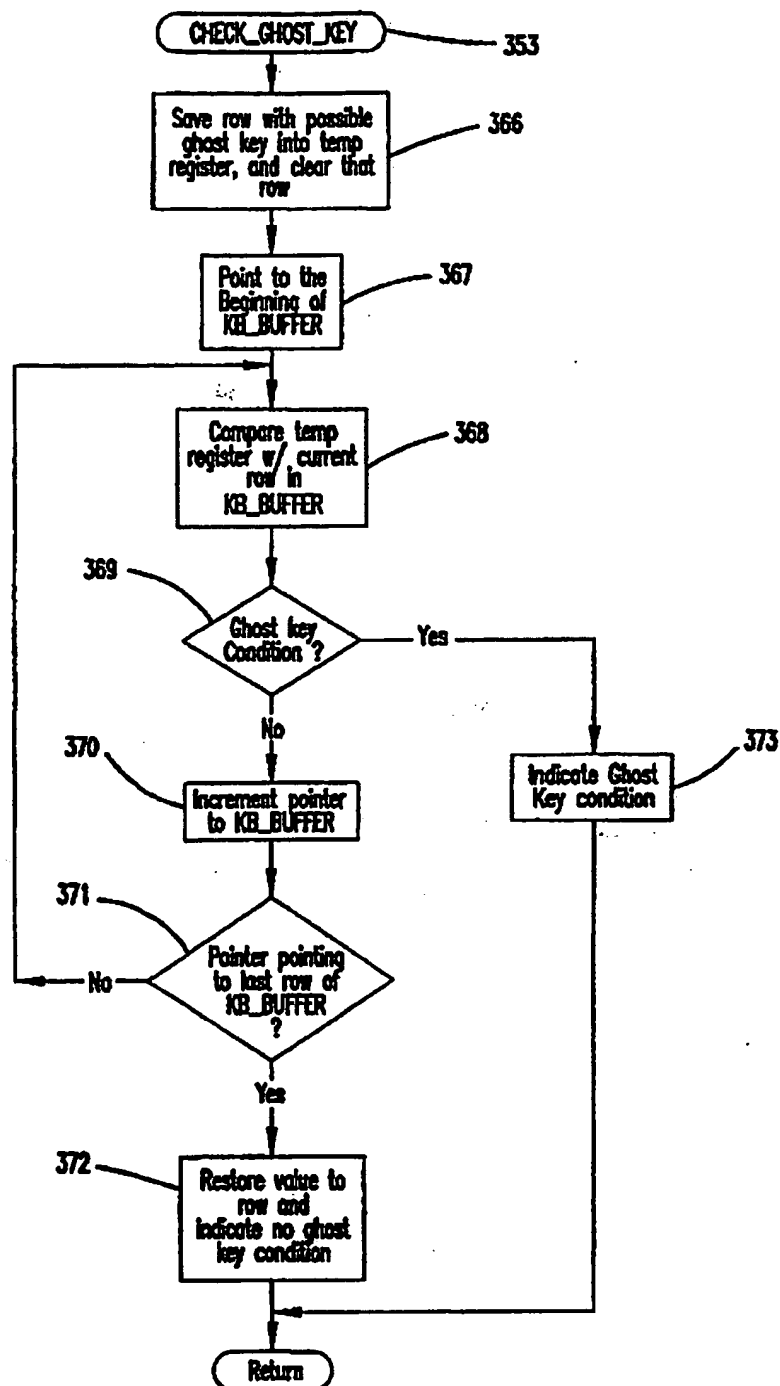 CHECK_GHOST_KEY
353
Save row with possible
ghost key into temp
register, and clear that
row
366
Point to the
Beginning of
KB_BUFFER
367
Compare temp
register w/ current
row in
KB_BUFFER
368
369
Ghost key
Condition ?
Yes
No
370
Increment pointer
to KB_BUFFER
Indicate Ghost
Key condition
373
371
Pointer pointing
to last row of
KB_BUFFER
?
No
Yes
372
Restore value to
row and
indicate no ghost
key condition
Return